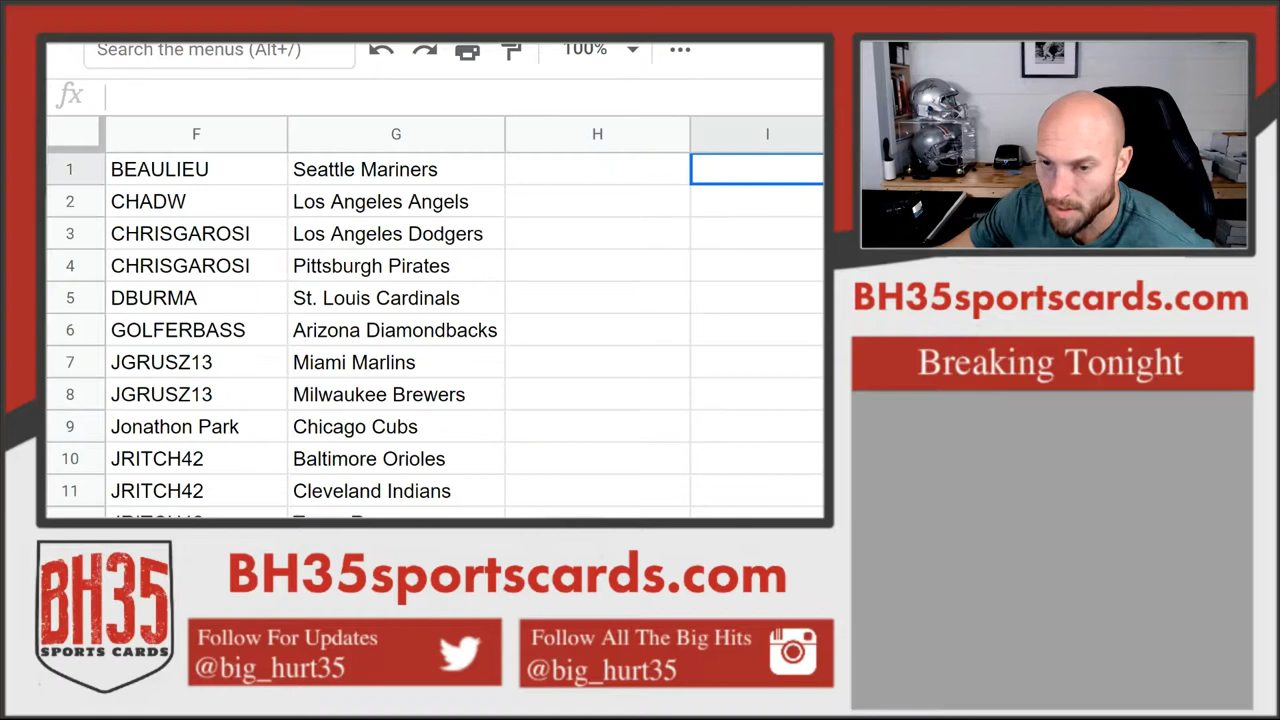 Search the menus (Alt+/)
100%
fx
F G H I
1 BEAULIEU Seattle Mariners
2 CHADW Los Angeles Angels
3 CHRISGAROSI Los Angeles Dodgers
4 CHRISGAROSI Pittsburgh Pirates
5 DBURMA St. Louis Cardinals
6 GOLFERBASS Arizona Diamondbacks
7 JGRUSZ13 Miami Marlins
8 JGRUSZ13 Milwaukee Brewers
9 Jonathon Park Chicago Cubs
10 JRITCH42 Baltimore Orioles
11 JRITCH42 Cleveland Indians
BH35sportscards.com
Breaking Tonight
BH35
SPORTS CARDS
BH35sportscards.com
Follow For Updates
@big_hurt35
Follow All The Big Hits
@big_hurt35